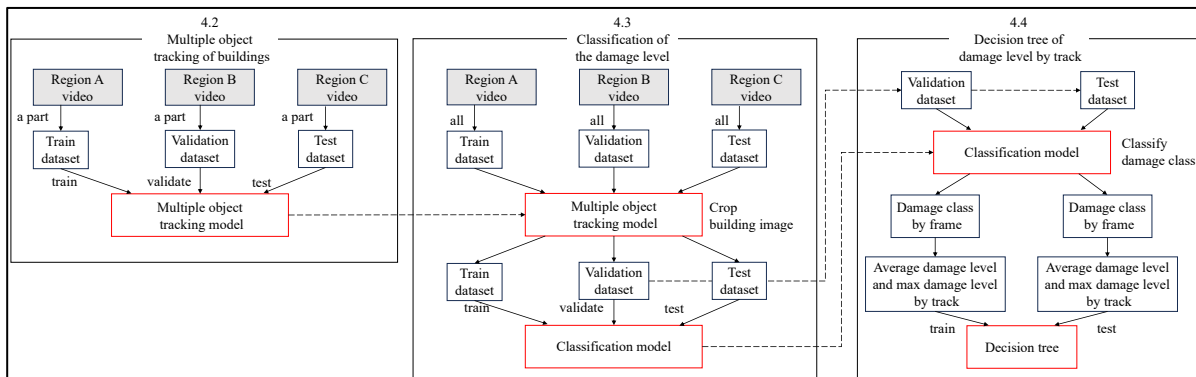 4.2
Multiple object
tracking of buildings
Region A
video
Region B
video
Region C
video
a part
a part
a part
Train
dataset
Validation
dataset
Test
dataset
train
validate
test
Multiple object
tracking model
4.3
Classification of
the damage level
Region A
video
Region B
video
Region C
video
all
all
all
Train
dataset
Validation
dataset
Test
dataset
Multiple object
tracking model
Crop
building image
Train
dataset
Validation
dataset
Test
dataset
train
validate
test
Classification model
4.4
Decision tree of
damage level by track
Validation
dataset
Test
dataset
Classification model
Classify
damage class
Damage class
by frame
Damage class
by frame
Average damage level
and max damage level
by track
Average damage level
and max damage level
by track
train
test
Decision tree